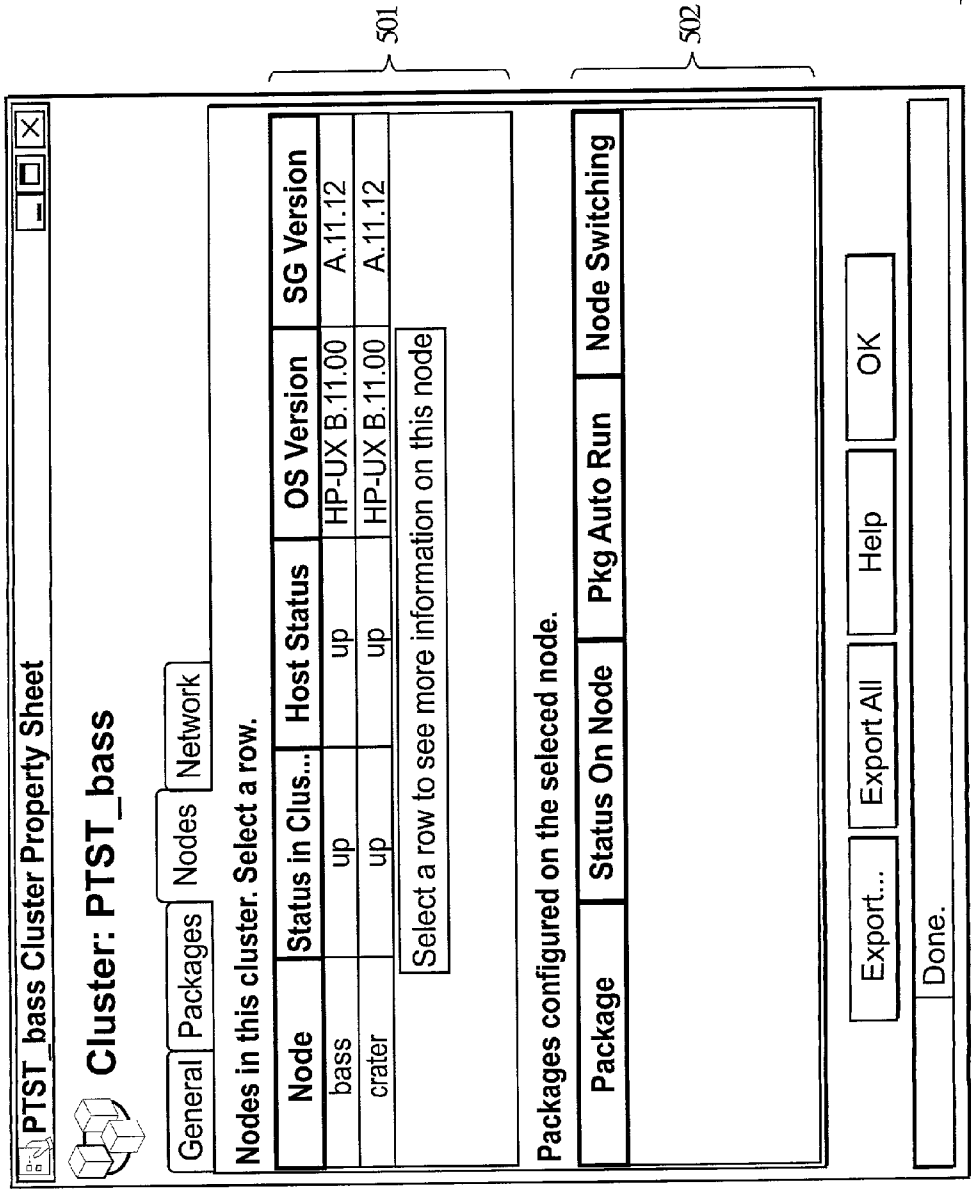 PTST_bass Cluster Property Sheet
Cluster: PTST_bass
General Packages Nodes Network
Nodes in this cluster. Select a row.
Node Status in Clus... Host Status OS Version SG Version
bass up up HP-UX B.11.00 A.11.12
crater up up HP-UX B.11.00 A.11.12
Select a row to see more information on this node
501
Packages configured on the seleced node.
Package Status On Node Pkg Auto Run Node Switching
502
Export... Export All Help OK
Done.